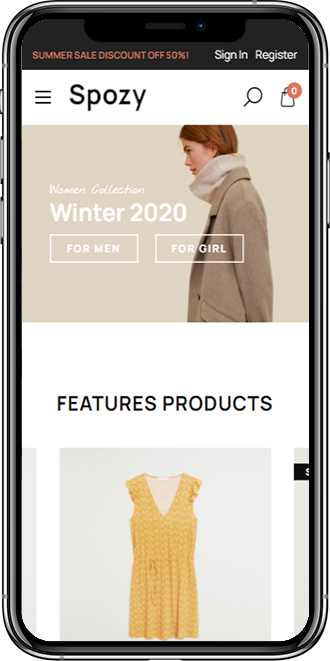 SUMMER SALE DISCOUNT OFF 50%! Sign In Register
Spozy
0
Women Collection
Winter 2020
FOR MEN FOR GIRL
FEATURES PRODUCTS